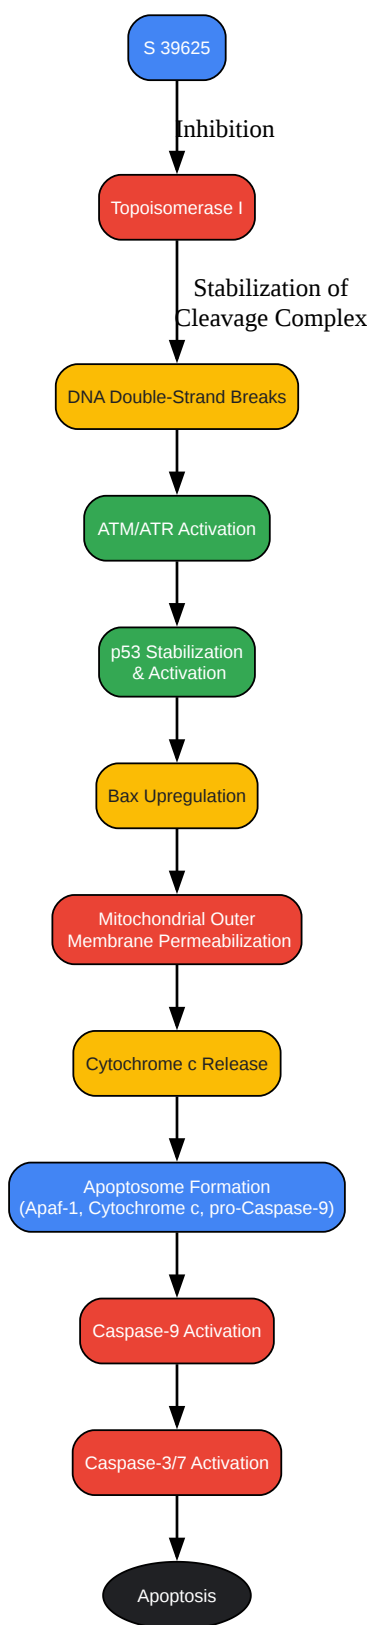 S 39625
Inhibition
Topoisomerase I
Stabilization of
Cleavage Complex
DNA Double-Strand Breaks
ATM/ATR Activation
p53 Stabilization
& Activation
Bax Upregulation
Mitochondrial Outer
Membrane Permeabilization
Cytochrome c Release
Apoptosome Formation
(Apaf-1, Cytochrome c, pro-Caspase-9)
Caspase-9 Activation
Caspase-3/7 Activation
Apoptosis